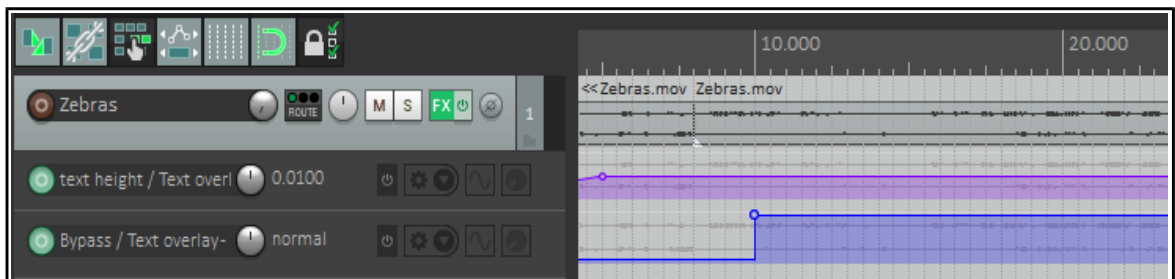 10.000 20.000
<<Zebras.mov Zebras.mov
Zebras ROUTE M S FX 1
text height / Text overl 0.0100
Bypass / Text overlay- normal